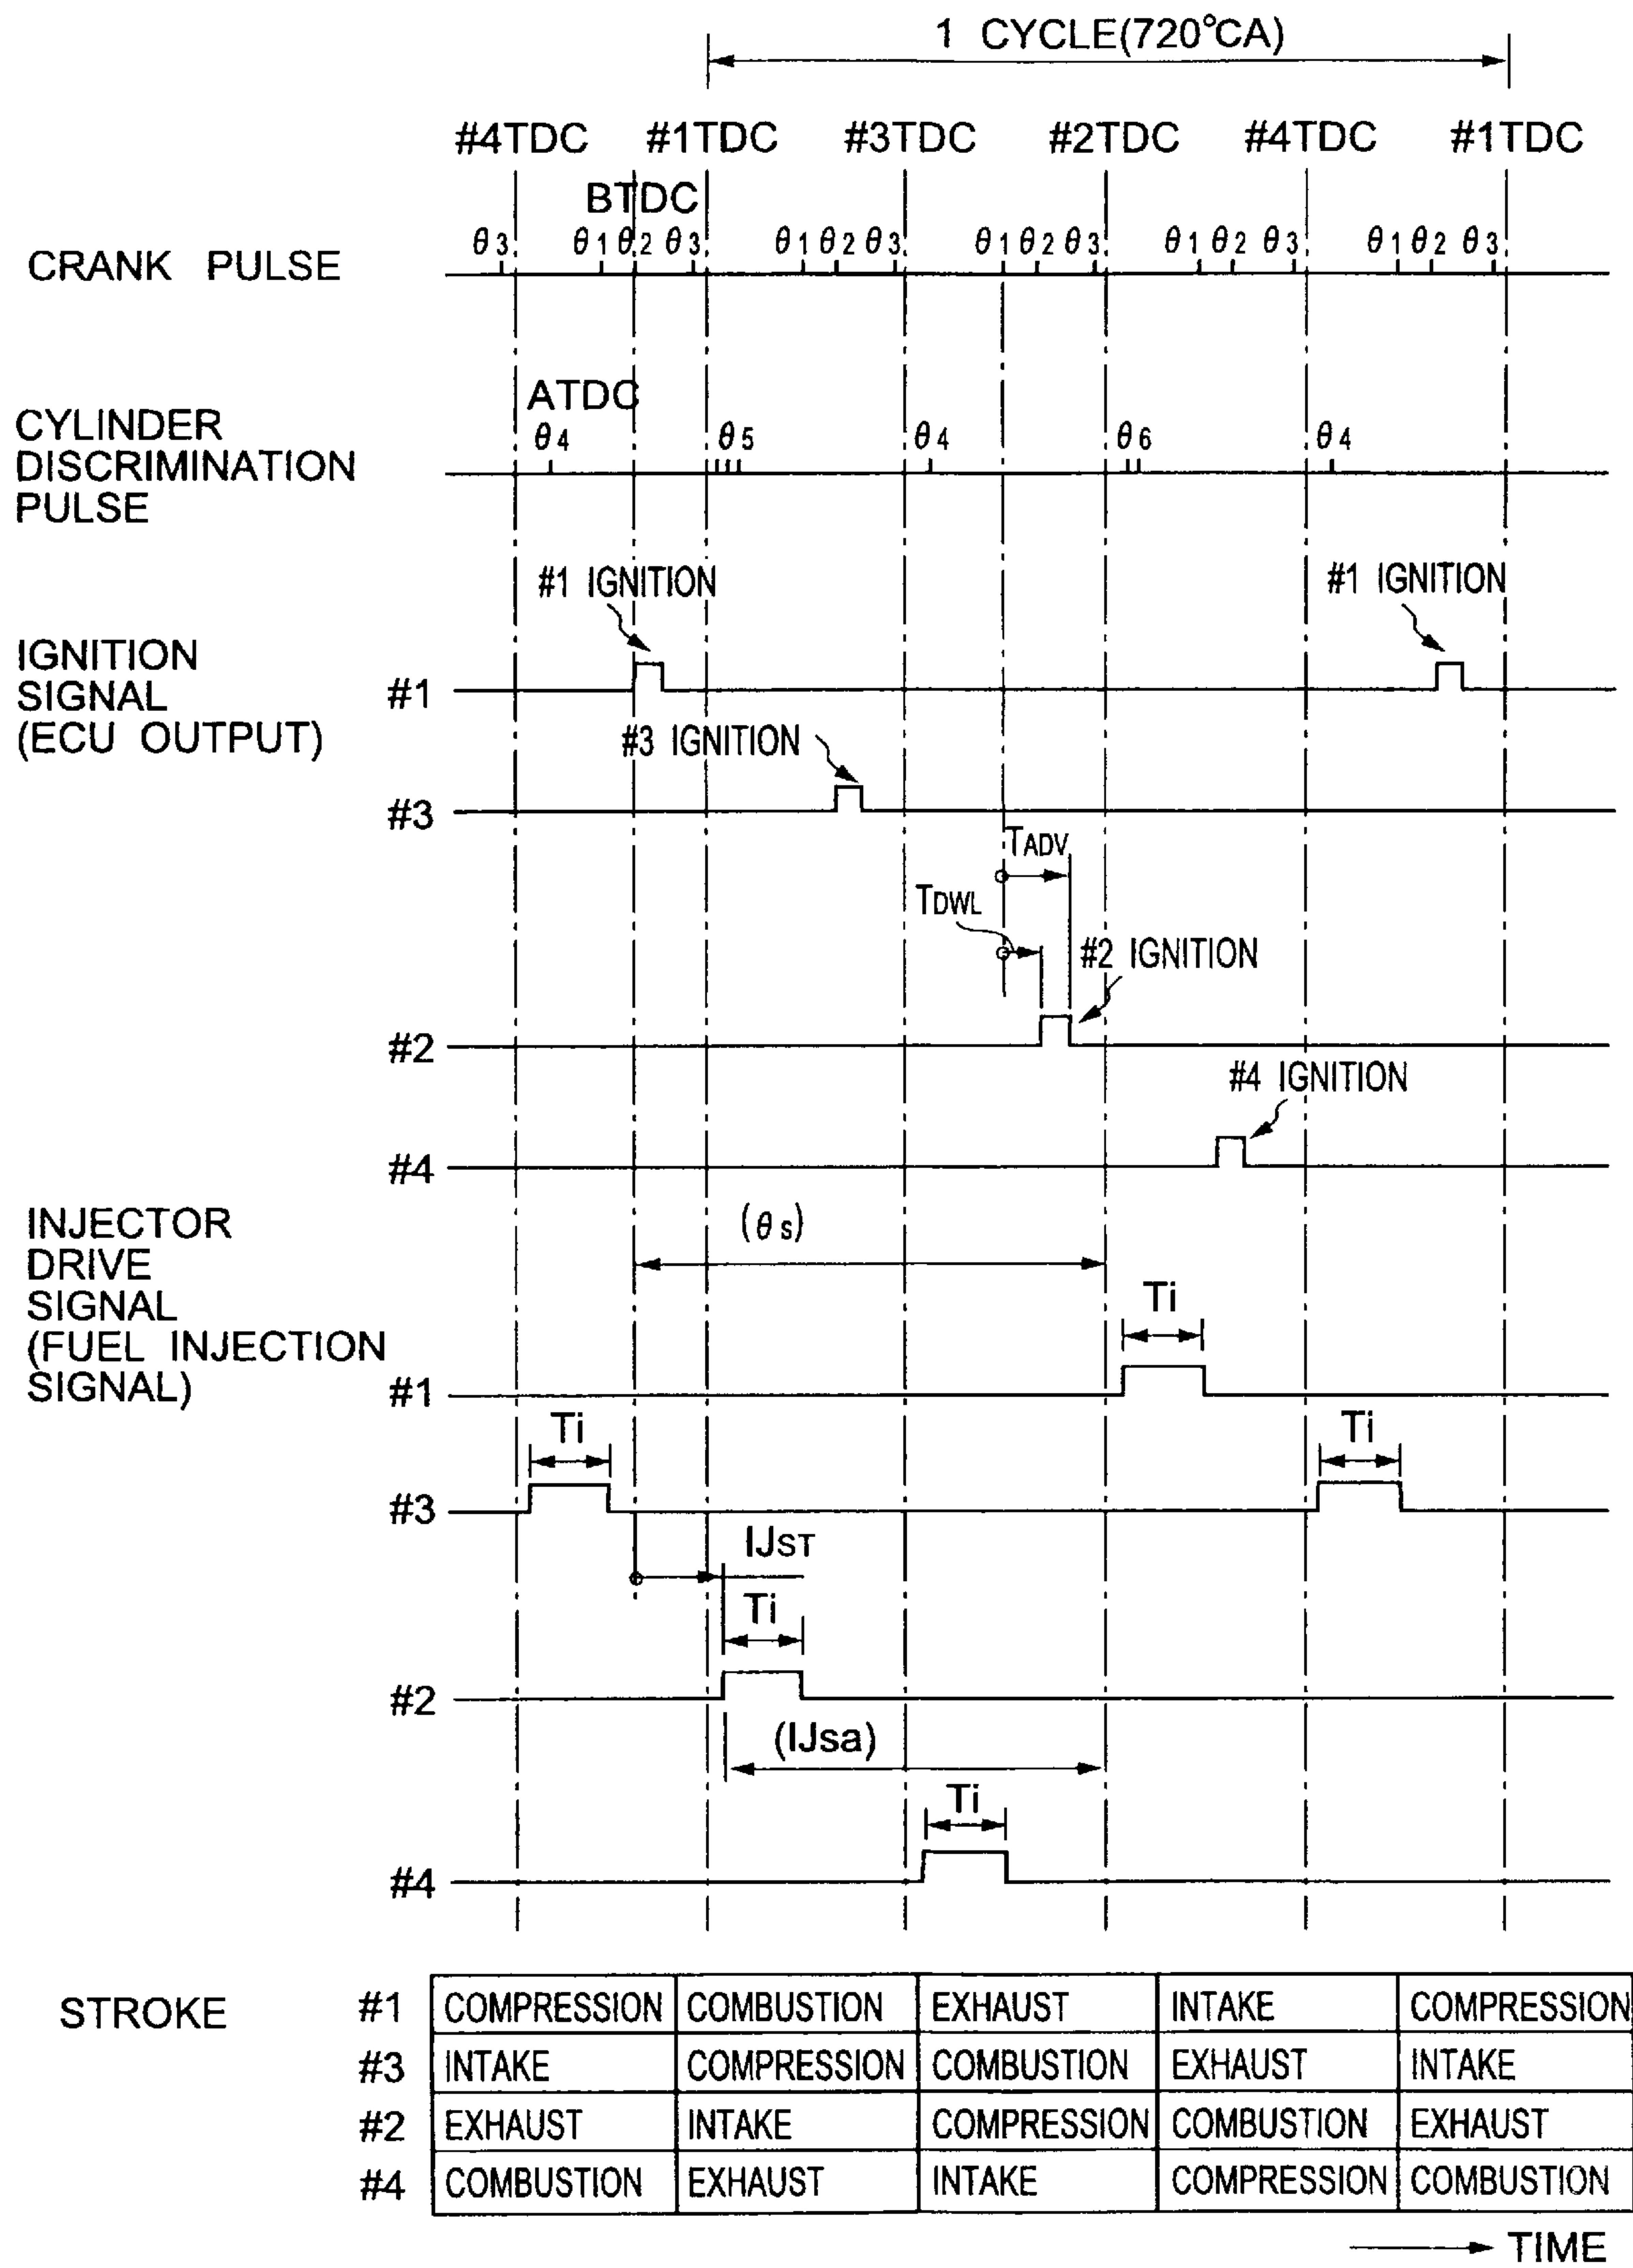 1 CYCLE(720°CA)
#4TDC #1TDC #3TDC #2TDC #4TDC #1TDC
BTDC
θ3 θ1 θ2 θ3 θ1 θ2 θ3 θ1 θ2 θ3 θ1 θ2 θ3 θ1 θ2 θ3
CRANK PULSE
ATDC
CYLINDER
DISCRIMINATION
PULSE
θ4 θ5 θ4 θ6 θ4
#1 IGNITION #1 IGNITION
IGNITION
SIGNAL
(ECU OUTPUT)
#1
#3 IGNITION
#3
TADV
TDWL
#2 IGNITION
#2
#4 IGNITION
#4
INJECTOR
DRIVE
SIGNAL
(FUEL INJECTION
SIGNAL)
(θs)
Ti
#1
Ti Ti
#3
IJST
Ti
#2
(IJsa)
Ti
#4
STROKE
#1 COMPRESSION COMBUSTION EXHAUST INTAKE COMPRESSION
#3 INTAKE COMPRESSION COMBUSTION EXHAUST INTAKE
#2 EXHAUST INTAKE COMPRESSION COMBUSTION EXHAUST
#4 COMBUSTION EXHAUST INTAKE COMPRESSION COMBUSTION
TIME